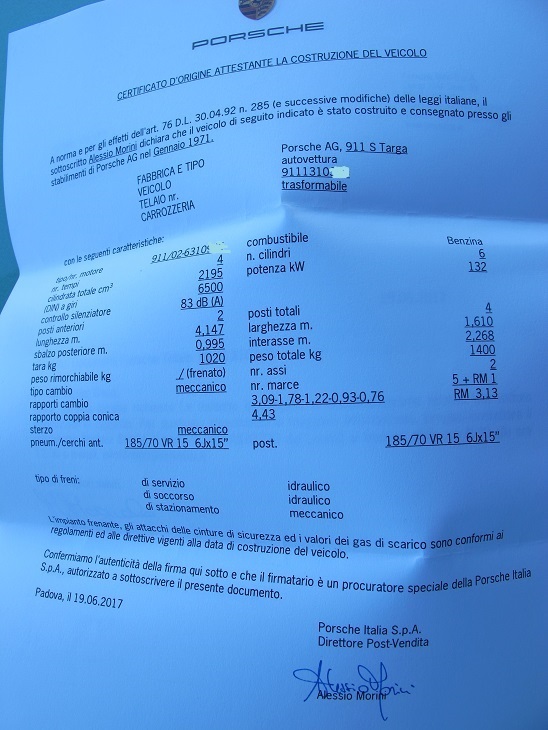 PORSCHE
CERTIFICATO D'ORIGINE ATTESTANTE LA COSTRUZIONE DEL VEICOLO
A norma e per gli effetti dell'art. 76 D.L. 30.04.92 n. 285 (e successive modifiche) delle leggi italiane, il
sottoscritto Alessio Morini dichiara che il veicolo di seguito indicato è stato costruito e consegnato presso gli
stabilimenti di Porsche AG nel Gennaio 1971.
FABBRICA E TIPO Porsche AG, 911 S Targa
VEICOLO autovettura
TELAIO nr. 9111310
CARROZZERIA trasformabile
con le seguenti caratteristiche:
tipo/nr. motore 911/02-6310 combustibile Benzina
nr. tempi 4 n. cilindri 6
cilindrata totale cm³ 2195 potenza kW 132
(DIN) a giri 6500
controllo silenziatore 83 dB (A) posti totali 4
posti anteriori 2 larghezza m. 1,610
lunghezza m. 4,147 interasse m. 2,268
sbalzo posteriore m. 0,995 peso totale kg 1400
tara kg 1020 nr. assi 2
peso rimorchiabile kg ./ (frenato) nr. marce 5 + RM 1
tipo cambio meccanico
rapporti cambio 3,09-1,78-1,22-0,93-0,76 RM 3,13
rapporto coppia conica 4,43
sterzo meccanico
pneum./cerchi ant. 185/70 VR 15 6Jx15" post. 185/70 VR 15 6Jx15"
tipo di freni: di servizio idraulico
di soccorso idraulico
di stazionamento meccanico
L'impianto frenante, gli attacchi delle cinture di sicurezza ed i valori dei gas di scarico sono conformi ai
regolamenti ed alle direttive vigenti alla data di costruzione del veicolo.
Confermiamo l'autenticità della firma qui sotto e che il firmatario è un procuratore speciale della Porsche Italia
S.p.A., autorizzato a sottoscrivere il presente documento.
Padova, il 19.06.2017
Porsche Italia S.p.A.
Direttore Post-Vendita
Alessio Morini
Alessio Morini